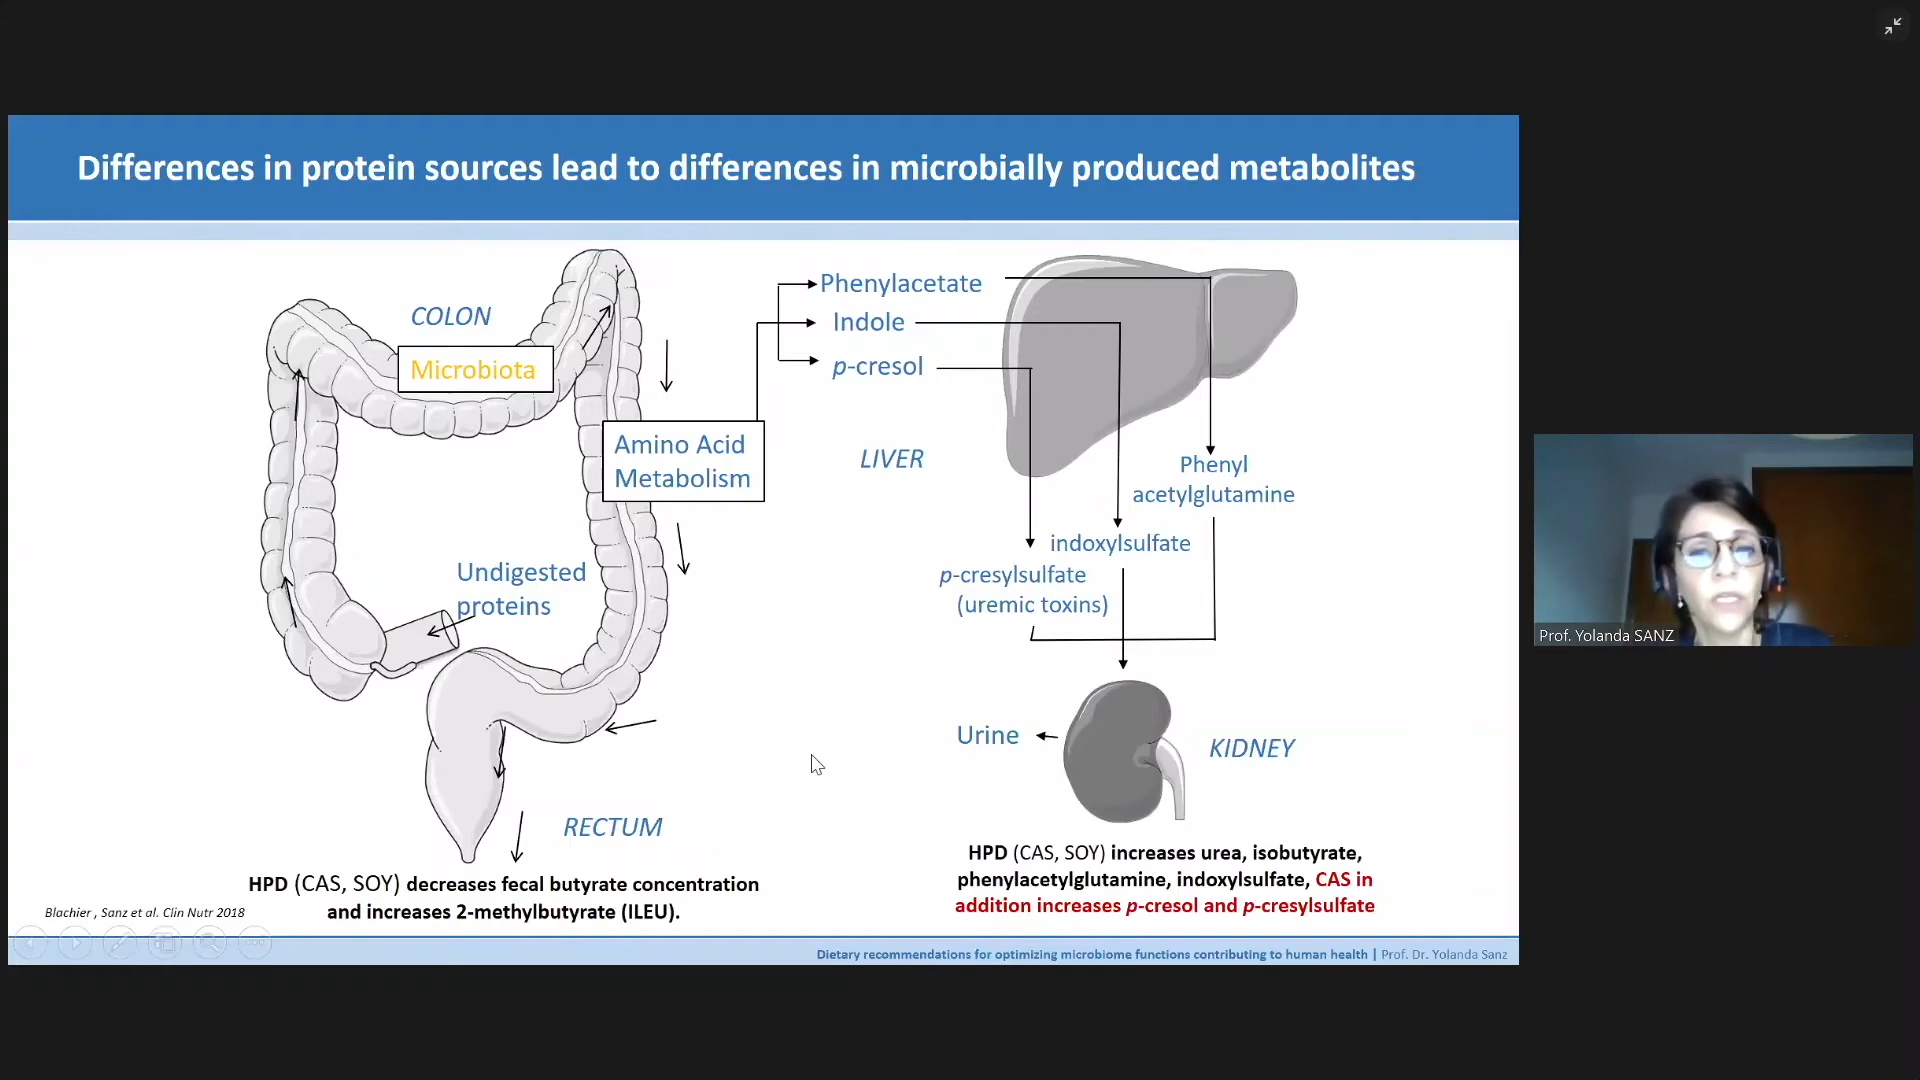 Differences in protein sources lead to differences in microbially produced metabolites
COLON
Microbiota
Amino Acid
Metabolism
Undigested
proteins
RECTUM
HPD (CAS, SOY) decreases fecal butyrate concentration
and increases 2-methylbutyrate (ILEU).
Blachier , Sanz et al. Clin Nutr 2018
Phenylacetate
Indole
p-cresol
LIVER
Phenyl
acetylglutamine
indoxylsulfate
p-cresylsulfate
(uremic toxins)
Urine
KIDNEY
HPD (CAS, SOY) increases urea, isobutyrate,
phenylacetylglutamine, indoxylsulfate, CAS in
addition increases p-cresol and p-cresylsulfate
Dietary recommendations for optimizing microbiome functions contributing to human health | Prof. Dr. Yolanda Sanz
Prof. Yolanda SANZ